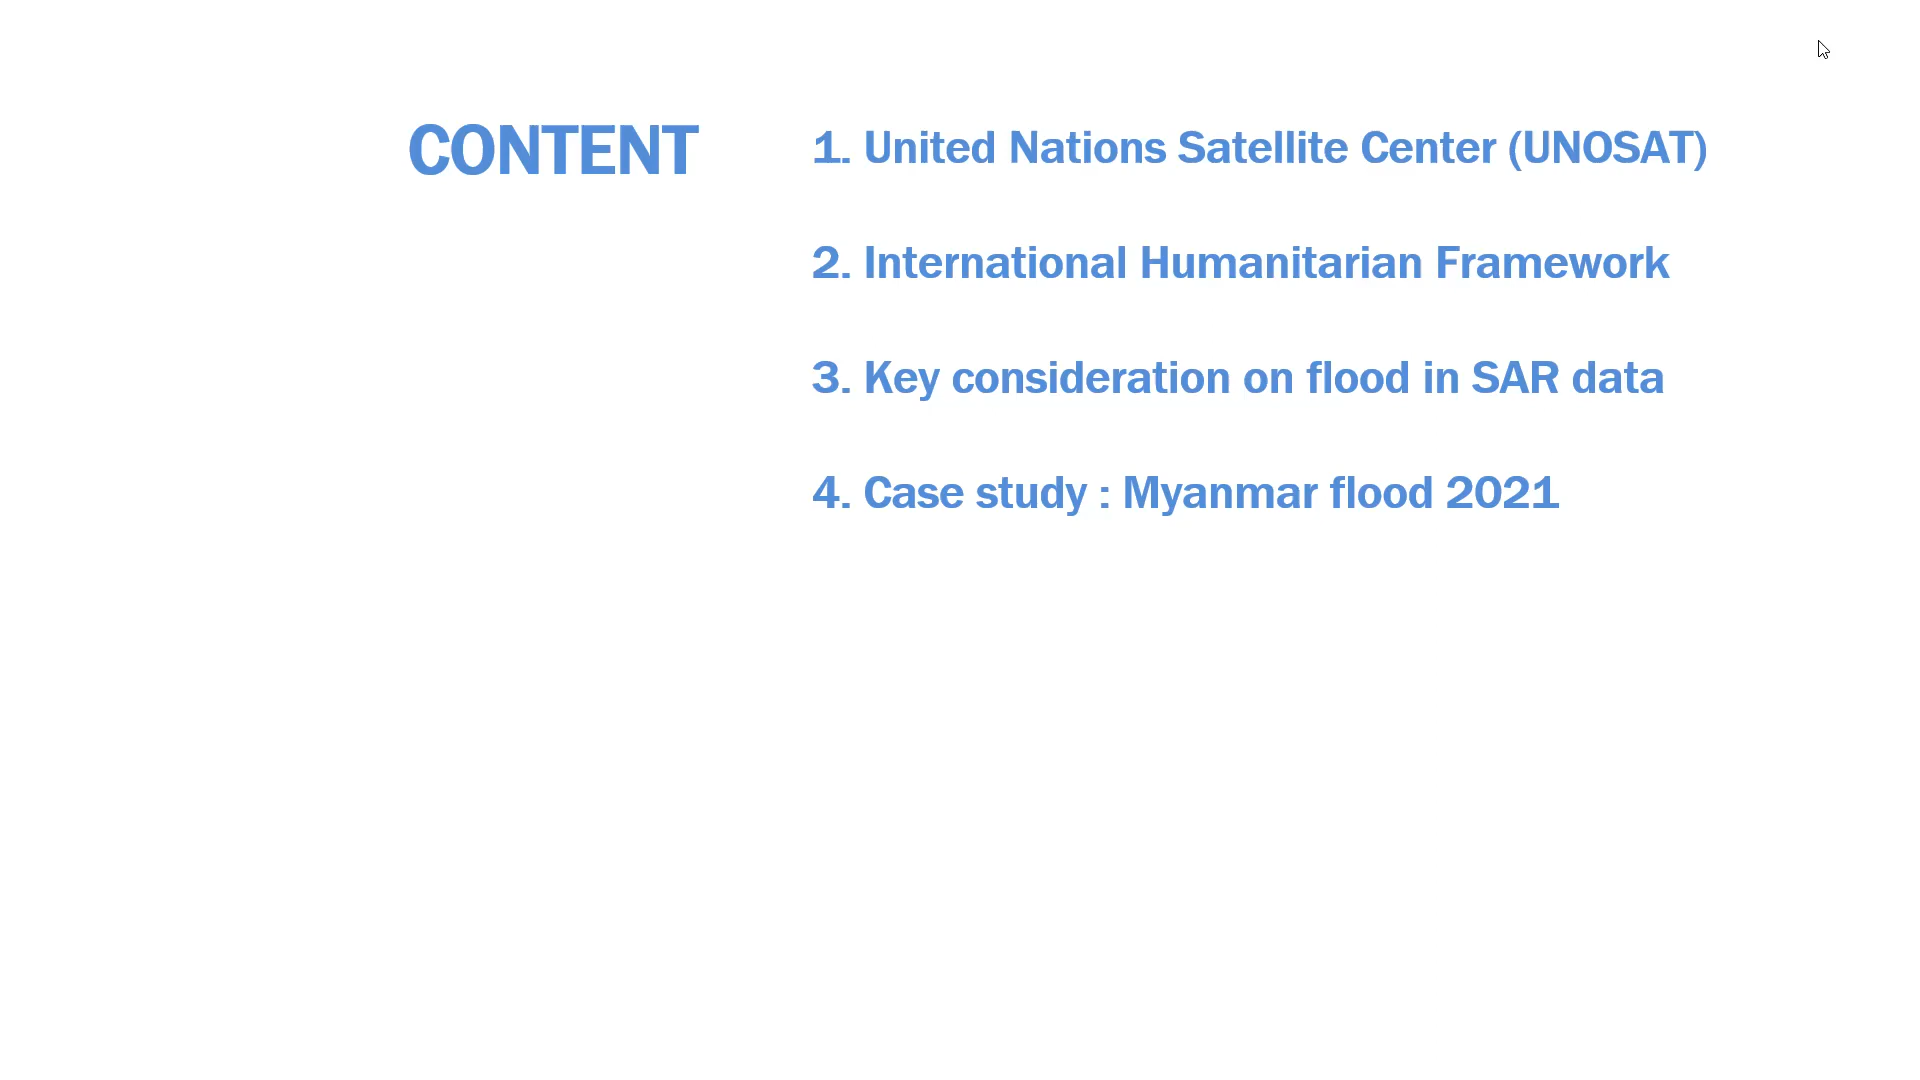 CONTENT
1. United Nations Satellite Center (UNOSAT)
2. International Humanitarian Framework
3. Key consideration on flood in SAR data
4. Case study : Myanmar flood 2021